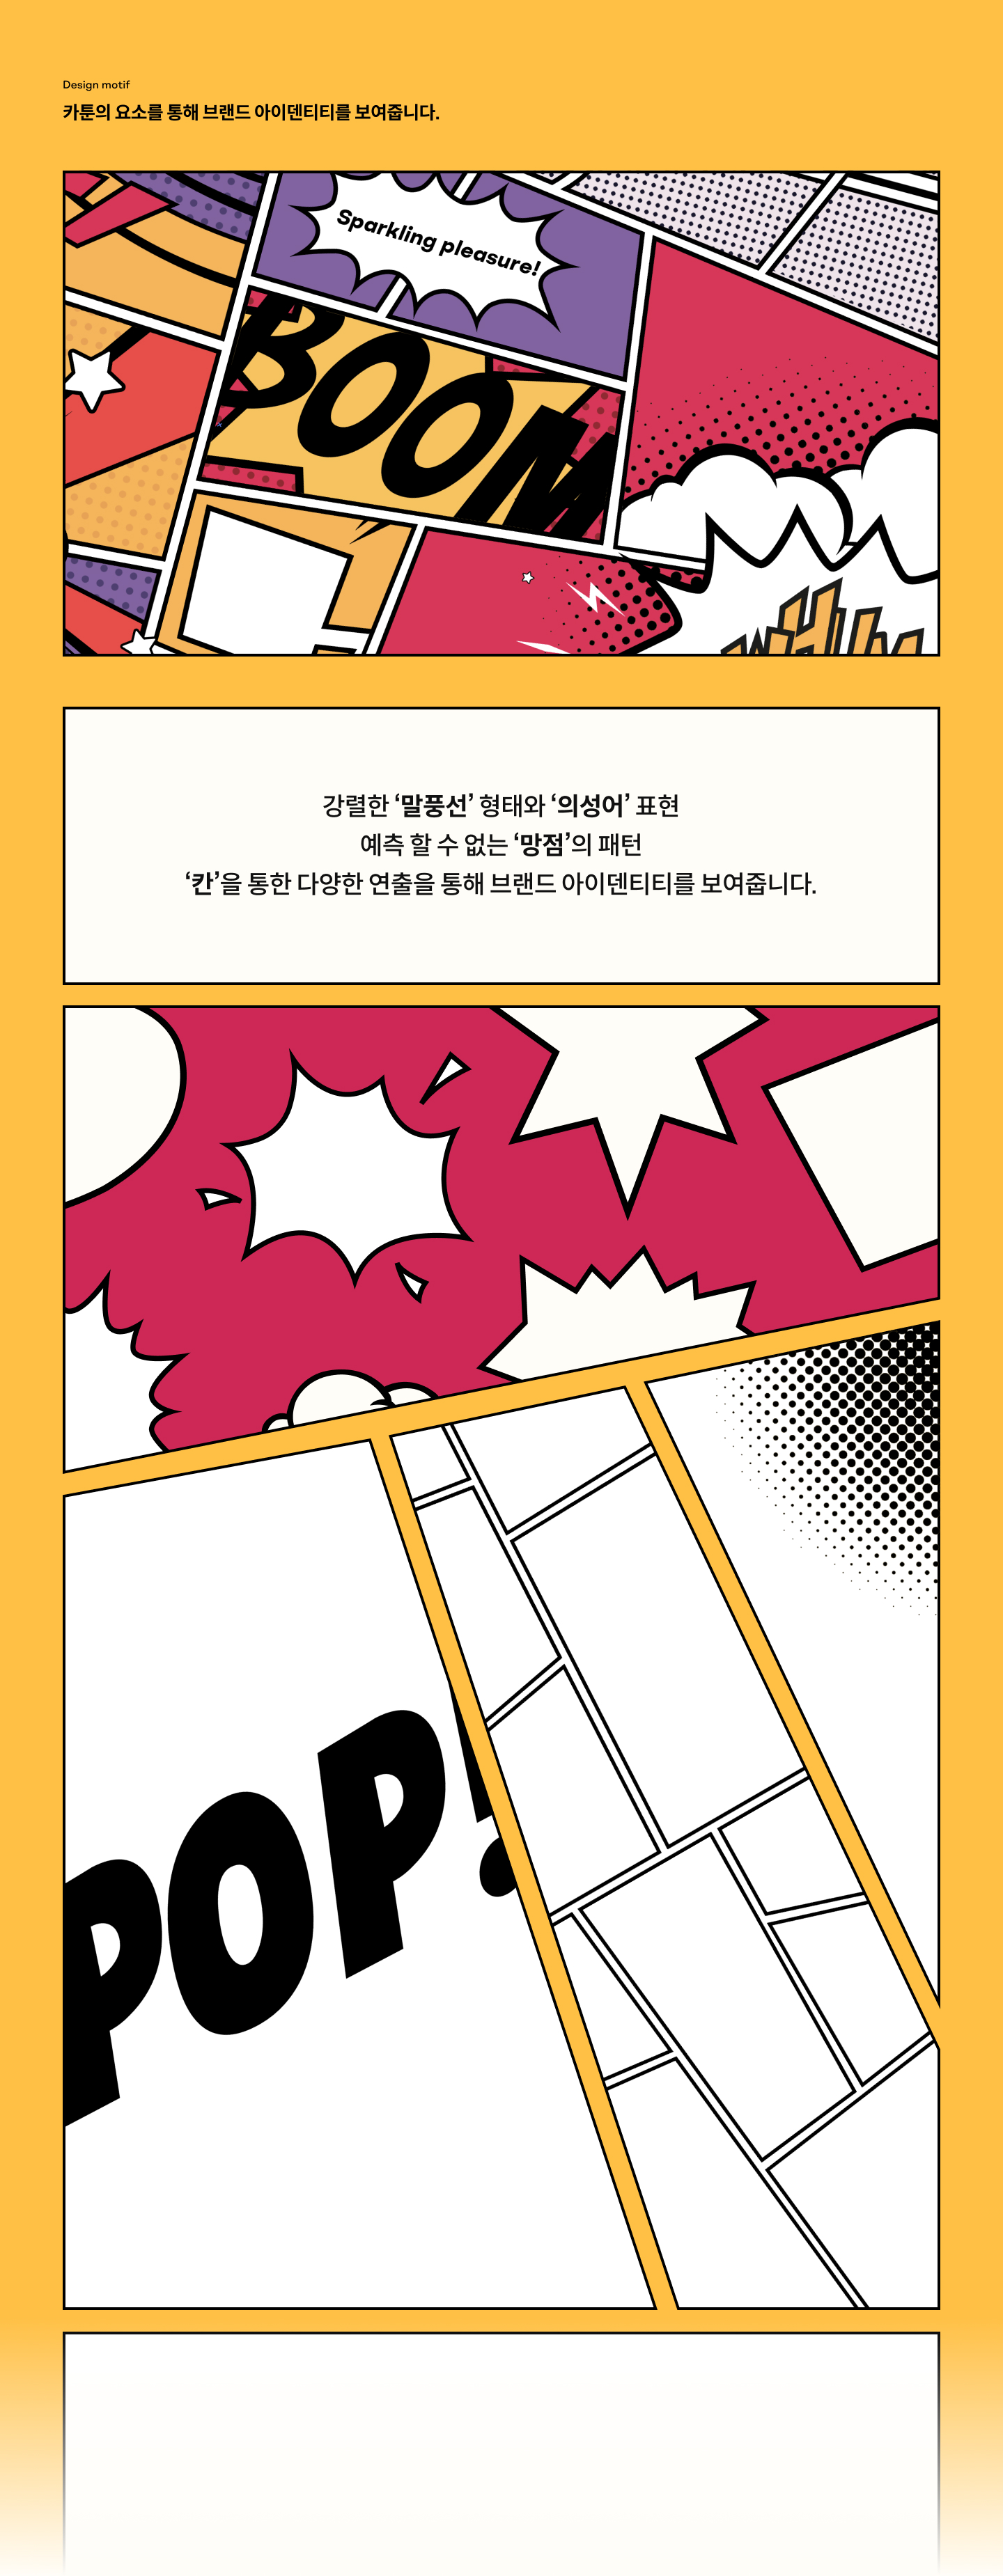 Design motif
카툰의 요소를 통해 브랜드 아이덴티티를 보여줍니다.
Sparkling pleasure!
BOOM
강렬한 ‘말풍선’ 형태와 ‘의성어’ 표현
예측 할 수 없는 ‘망점’의 패턴
‘칸’을 통한 다양한 연출을 통해 브랜드 아이덴티티를 보여줍니다.
POP!